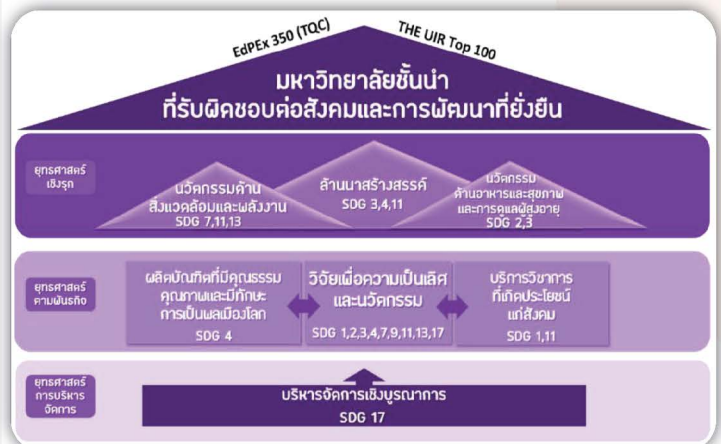 EdPEx 350 (TQC)
THE UIR Top 100
มหาวิทยาลัยชั้นนำ
ที่รับผิดชอบต่อสังคมและการพัฒนาที่ยั่งยืน
ยุทธศาสตร์
เชิงรุก
นวัตกรรมด้าน
สิ่งแวดล้อมและพลังงาน
SDG 7,11,13
ล้านนาสร้างสรรค์
SDG 3,4,11
นวัตกรรม
ด้านอาหารและสุขภาพ
และการดูแลผู้สูงอายุ
SDG 2,3
ยุทธศาสตร์
ตามพันธกิจ
ผลิตบัณฑิตที่มีคุณธรรม
คุณภาพและมีทักษะ
การเป็นพลเมืองโลก
SDG 4
วิจัยเพื่อความเป็นเลิศ
และนวัตกรรม
SDG 1,2,3,4,7,9,11,13,17
บริการวิชาการ
ที่เกิดประโยชน์
แก่สังคม
SDG 1,11
ยุทธศาสตร์
การบริหาร
จัดการ
บริหารจัดการเชิงบูรณาการ
SDG 17